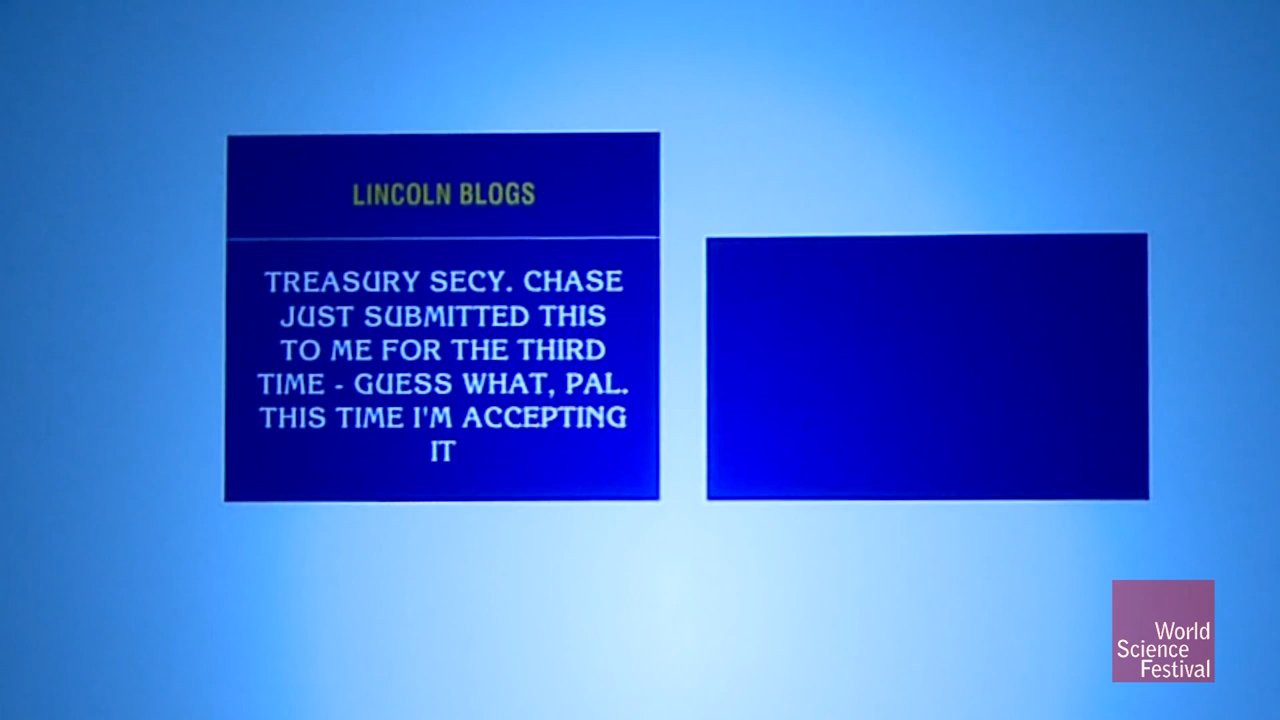 LINCOLN BLOGS
TREASURY SECY. CHASE
JUST SUBMITTED THIS
TO ME FOR THE THIRD
TIME - GUESS WHAT, PAL.
THIS TIME I'M ACCEPTING
IT
World
Science
Festival